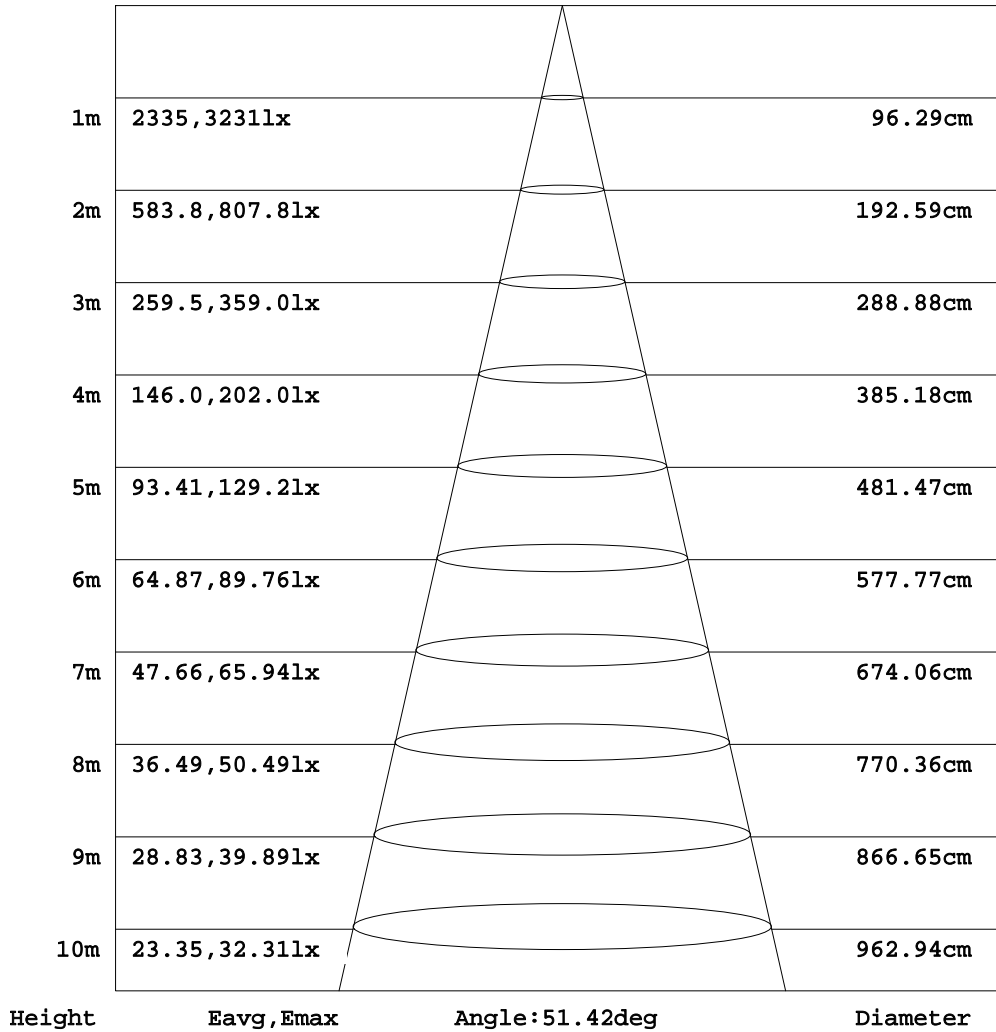 1m 2335,3231lx 96.29cm
2m 583.8,807.8lx 192.59cm
3m 259.5,359.0lx 288.88cm
4m 146.0,202.0lx 385.18cm
5m 93.41,129.2lx 481.47cm
6m 64.87,89.76lx 577.77cm
7m 47.66,65.94lx 674.06cm
8m 36.49,50.49lx 770.36cm
9m 28.83,39.89lx 866.65cm
10m 23.35,32.31lx 962.94cm
Height Eavg,Emax Angle:51.42deg Diameter